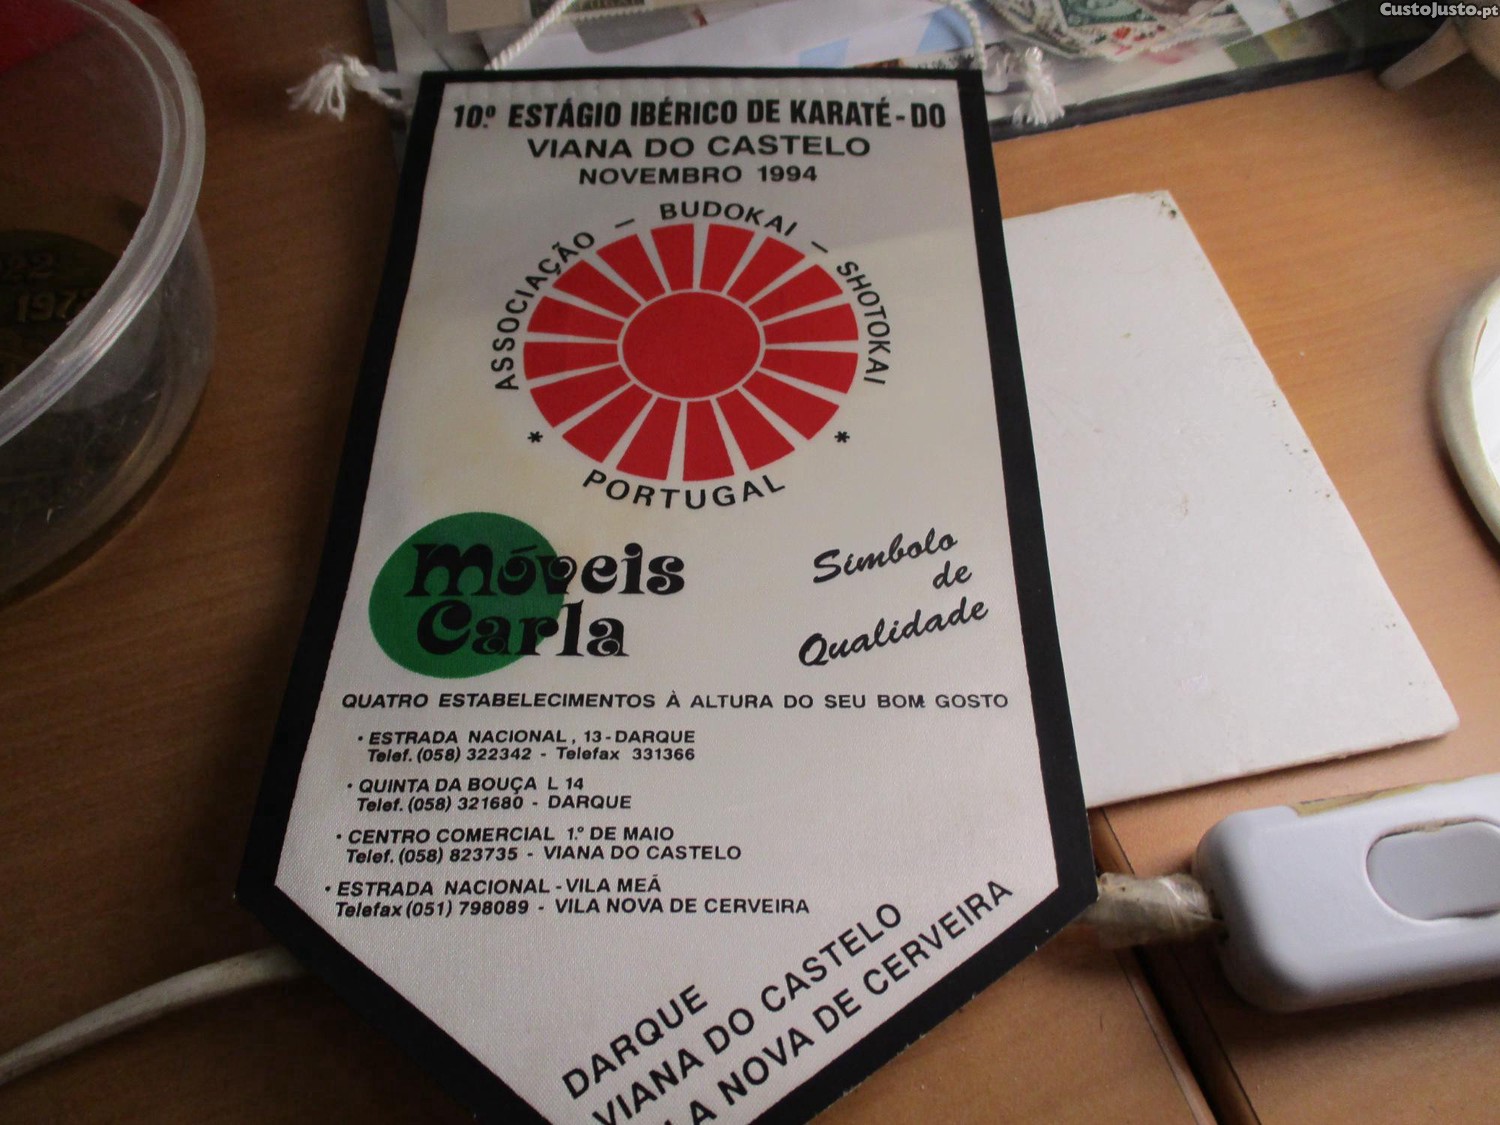 CustoJusto.pt
10.º ESTÁGIO IBÉRICO DE KARATÉ-DO
VIANA DO CASTELO
NOVEMBRO 1994
ASSOCIAÇÃO - BUDOKAI - SHOTOKAI
* PORTUGAL *
Móveis
Carla
Símbolo
de
Qualidade
QUATRO ESTABELECIMENTOS À ALTURA DO SEU BOM GOSTO
• ESTRADA NACIONAL, 13-DARQUE
Telef. (058) 322342 - Telefax 331366
• QUINTA DA BOUÇA L 14
Telef. (058) 321680 - DARQUE
• CENTRO COMERCIAL 1.º DE MAIO
Telef. (058) 823735 - VIANA DO CASTELO
• ESTRADA NACIONAL - VILA MEÃ
Telefax (051) 798089 - VILA NOVA DE CERVEIRA
DARQUE
VIANA DO CASTELO
LA NOVA DE CERVEIRA
197